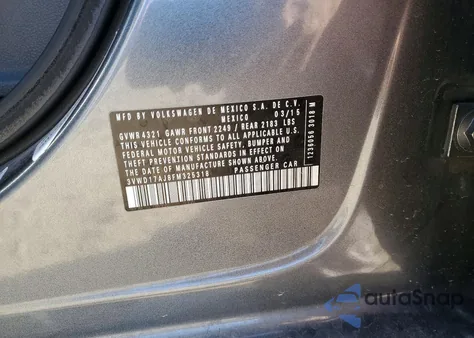 MFD BY VOLKSWAGEN DE MEXICO S.A. DE C.V.
MEXICO 03/15
GVWR 4321 GAWR FRONT 2249 / REAR 2183 LBS
THIS VEHICLE CONFORMS TO ALL APPLICABLE U.S.
FEDERAL MOTOR VEHICLE SAFETY, BUMPER AND
THEFT PREVENTION STANDARDS IN EFFECT ON
THE DATE OF MANUFACTURE SHOWN ABOVE.
3VWD17AJ8FM325318 PASSENGER CAR
1236056 3018 M
autoSnap